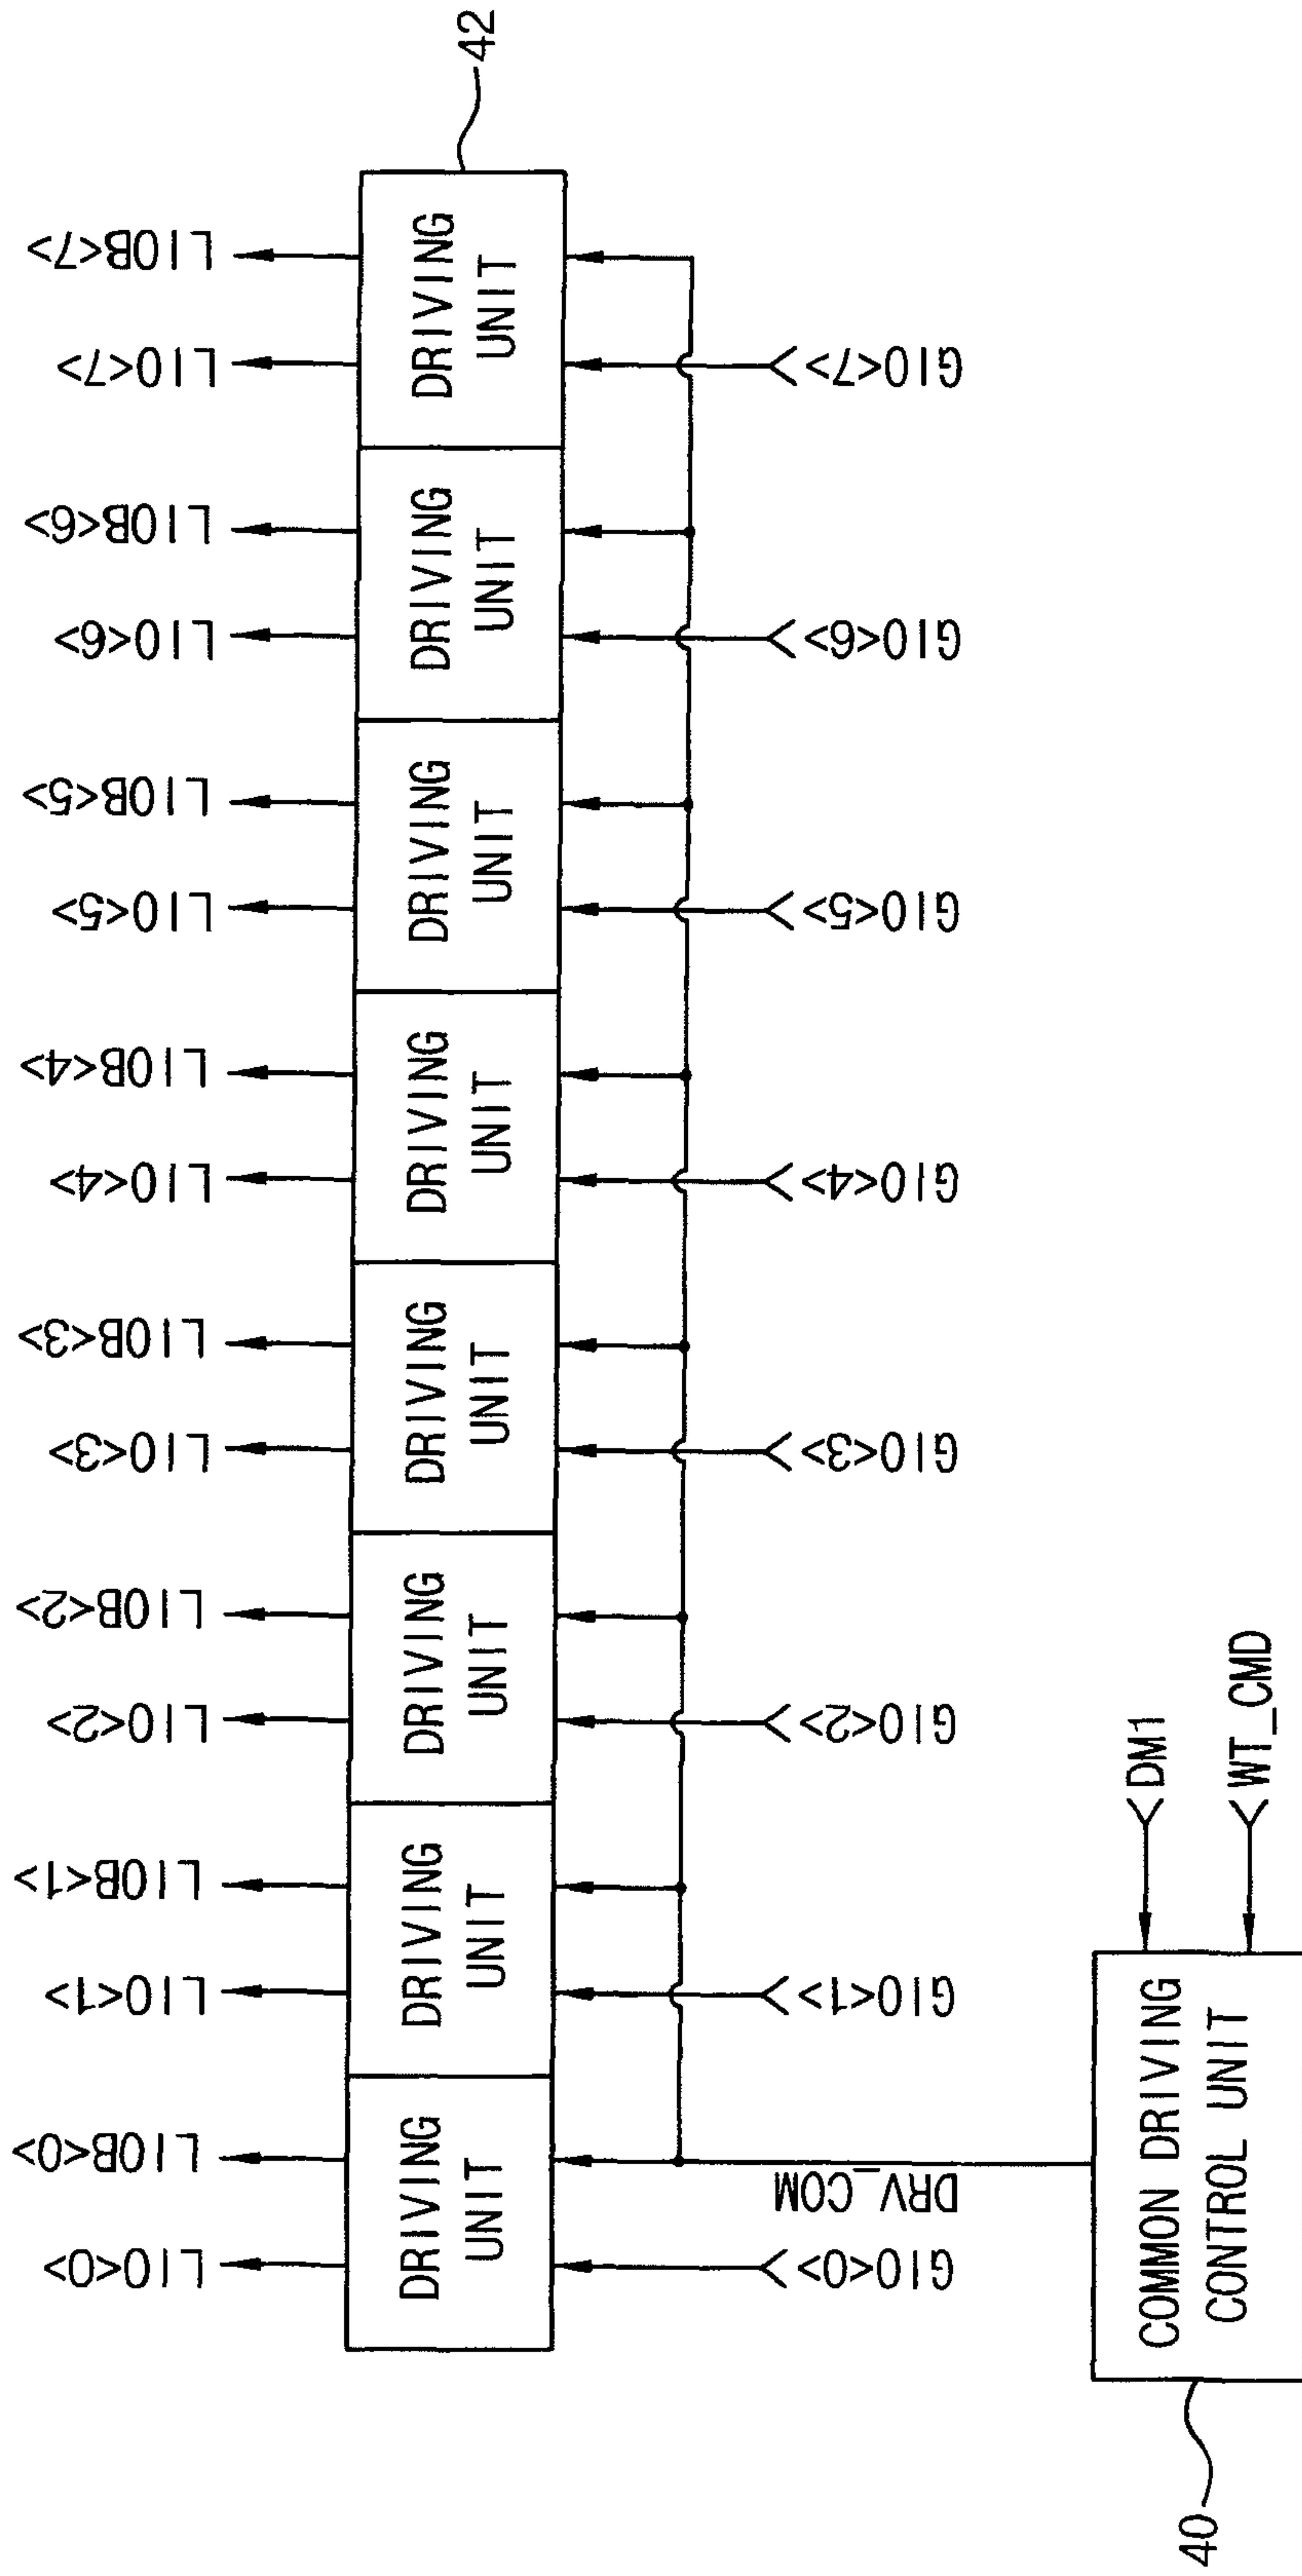 42
LIOB<7>
LIO<7>
LIOB<6>
LIO<6>
LIOB<5>
LIO<5>
LIOB<4>
LIO<4>
LIOB<3>
LIO<3>
LIOB<2>
LIO<2>
LIOB<1>
LIO<1>
LIOB<0>
LIO<0>
DRIVING
UNIT
DRIVING
UNIT
DRIVING
UNIT
DRIVING
UNIT
DRIVING
UNIT
DRIVING
UNIT
DRIVING
UNIT
DRIVING
UNIT
GIO<7>
GIO<6>
GIO<5>
GIO<4>
GIO<3>
GIO<2>
GIO<1>
DRV_COM
GIO<0>
DM1
WT_CMD
COMMON DRIVING
CONTROL UNIT
40